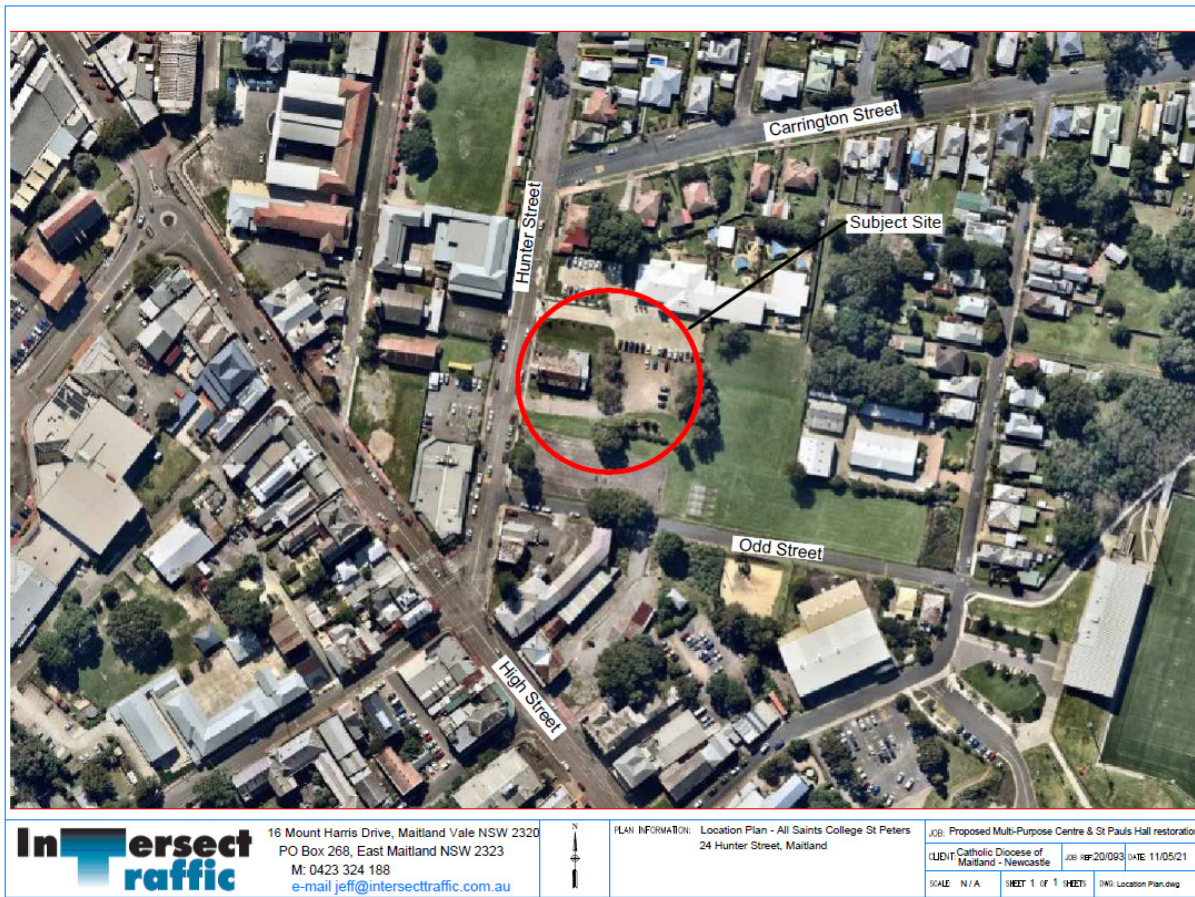 Carrington Street
Hunter Street
Subject Site
Odd Street
High Street
Intersect
Traffic
16 Mount Harris Drive, Maitland Vale NSW 2320
PO Box 268, East Maitland NSW 2323
M: 0423 324 188
e-mail jeff@intersecttraffic.com.au
N
PLAN INFORMATION: Location Plan - All Saints College St Peters
24 Hunter Street, Maitland
JOB: Proposed Multi-Purpose Centre & St Pauls Hall restoration
CLIENT: Catholic Diocese of
Maitland - Newcastle
JOB REF: 20/093
DATE: 11/05/21
SCALE: N/A
SHEET 1 OF 1 SHEETS
DWG: Location Plan.dwg